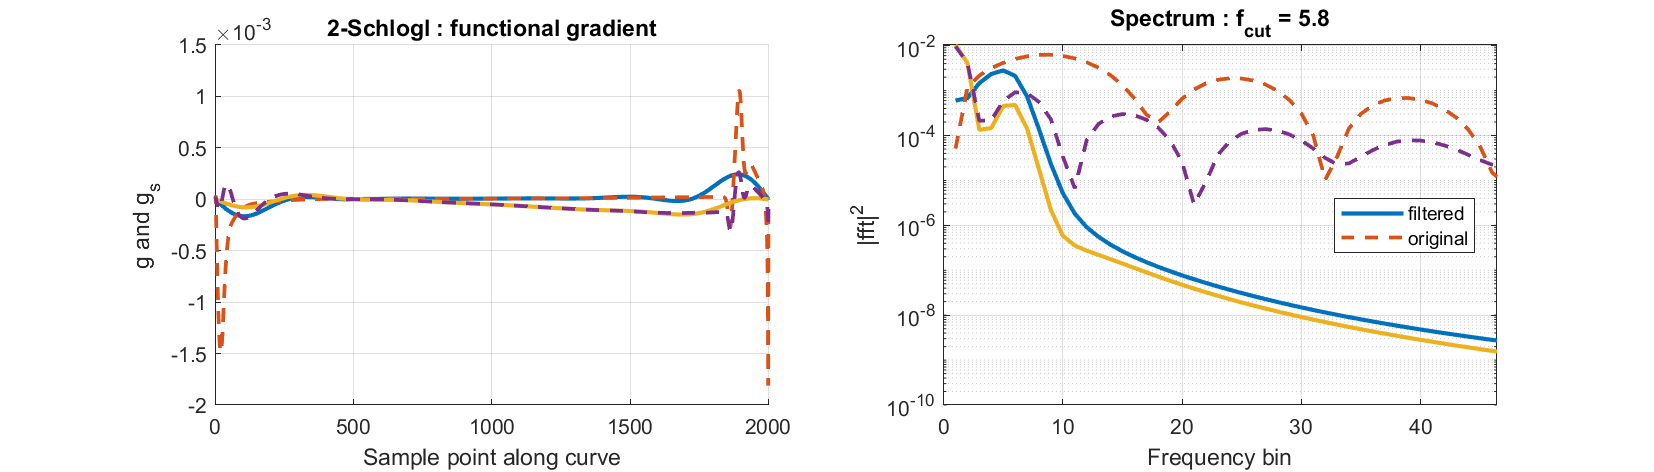 2-Schlogl : functional gradient
×10^-3
1.5
1
0.5
0
-0.5
-1
-1.5
-2
g and g_s
0 500 1000 1500 2000
Sample point along curve
Spectrum : f_cut = 5.8
10^-2
10^-4
10^-6
10^-8
10^-10
|fft|^2
filtered
original
0 10 20 30 40
Frequency bin